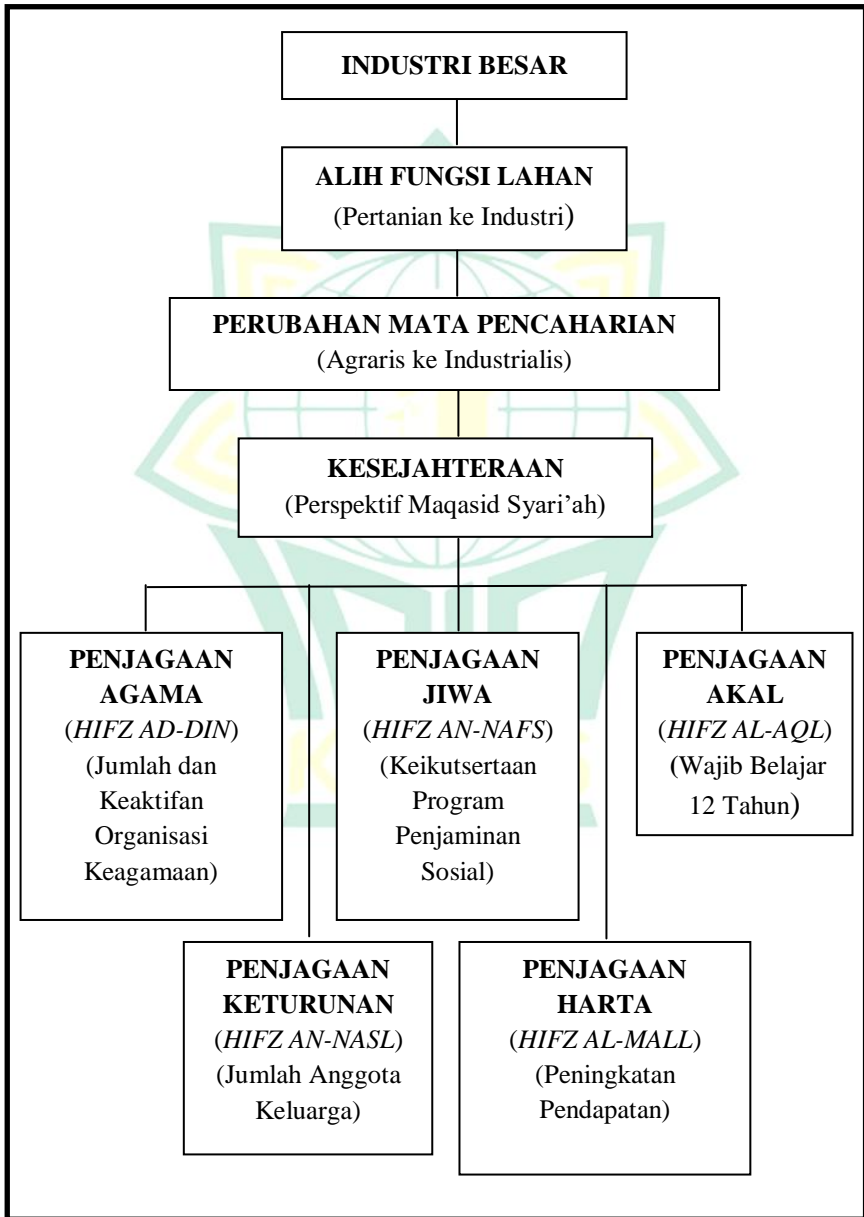 INDUSTRI BESAR
ALIH FUNGSI LAHAN
(Pertanian ke Industri)
PERUBAHAN MATA PENCAHARIAN
(Agraris ke Industrialis)
KESEJAHTERAAN
(Perspektif Maqasid Syari’ah)
PENJAGAAN
AGAMA
(HIFZ AD-DIN)
(Jumlah dan
Keaktifan
Organisasi
Keagamaan)
PENJAGAAN
JIWA
(HIFZ AN-NAFS)
(Keikutsertaan
Program
Penjaminan
Sosial)
PENJAGAAN
AKAL
(HIFZ AL-AQL)
(Wajib Belajar
12 Tahun)
PENJAGAAN
KETURUNAN
(HIFZ AN-NASL)
(Jumlah Anggota
Keluarga)
PENJAGAAN
HARTA
(HIFZ AL-MALL)
(Peningkatan
Pendapatan)